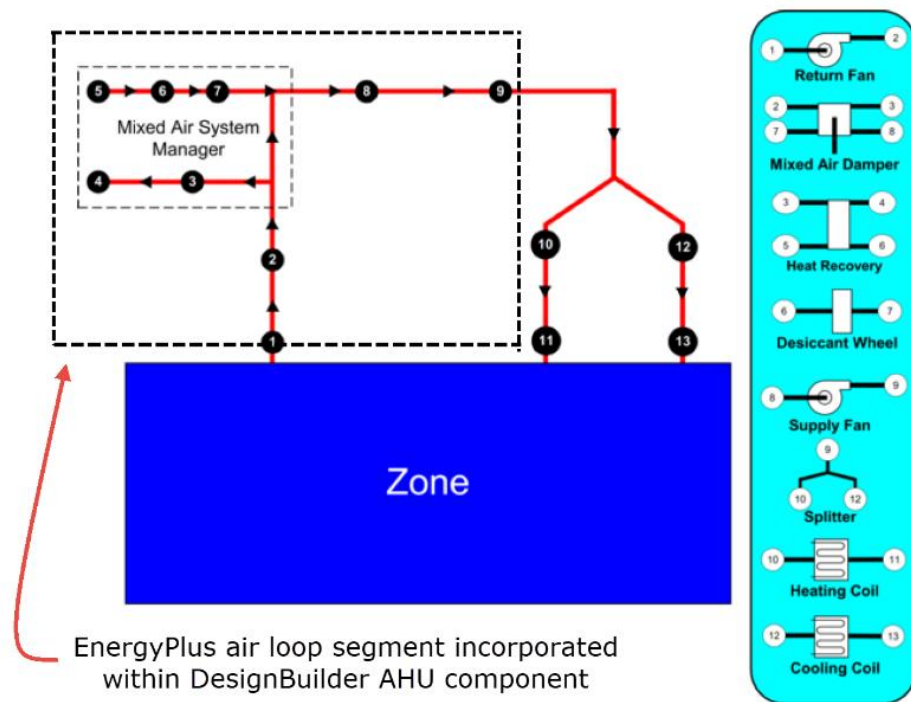 5
6
7
8
9
Mixed Air System
Manager
4
3
2
10
12
1
11
13
Zone
EnergyPlus air loop segment incorporated
within DesignBuilder AHU component
1
2
Return Fan
2
3
7
8
Mixed Air Damper
3
4
5
6
Heat Recovery
6
7
Desiccant Wheel
8
9
Supply Fan
9
10
12
Splitter
10
11
Heating Coil
12
13
Cooling Coil